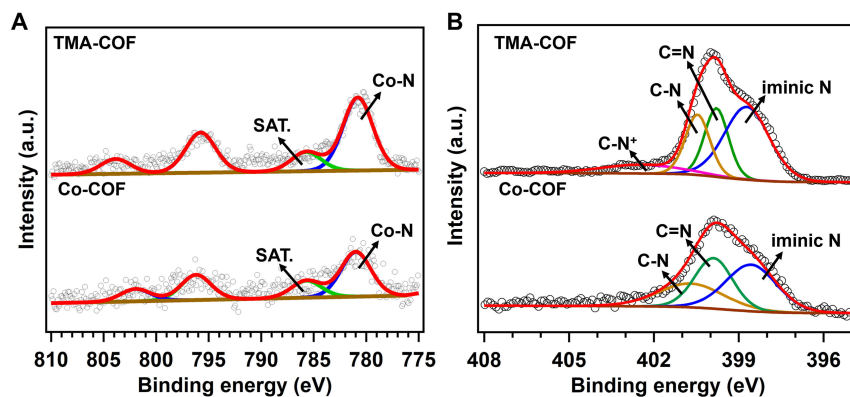 A
TMA-COF
Co-N
SAT.
Co-COF
Co-N
SAT.
Intensity (a.u.)
810 805 800 795 790 785 780 775
Binding energy (eV)
B
TMA-COF
C=N
C-N
iminic N
C-N⁺
Co-COF
C=N
C-N
iminic N
Intensity (a.u.)
408 405 402 399 396
Binding energy (eV)